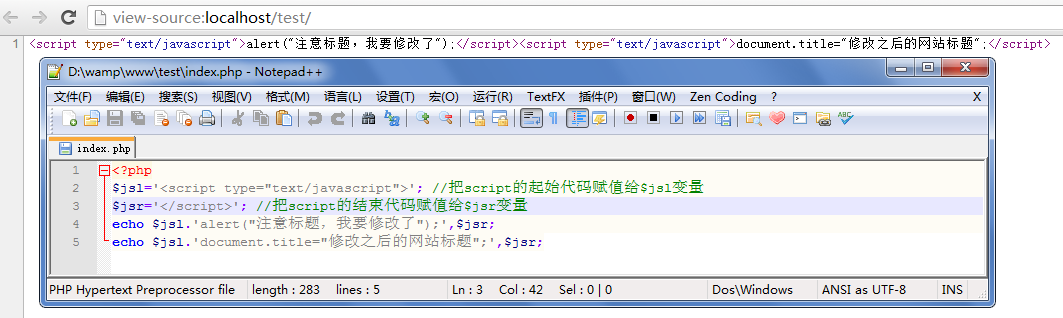 view-source:localhost/test/
1 <script type="text/javascript">alert("注意标题，我要修改了");</script><script type="text/javascript">document.title="修改之后的网站标题";</script>
D:\wamp\www\test\index.php - Notepad++
文件(F) 编辑(E) 搜索(S) 视图(V) 格式(M) 语言(L) 设置(T) 宏(O) 运行(R) TextFX 插件(P) 窗口(W) Zen Coding ? X
index.php
1 <?php
2 $jsl='<script type="text/javascript">'; //把script的起始代码赋值给$jsl变量
3 $jsr='</script>'; //把script的结束代码赋值给$jsr变量
4 echo $jsl.'alert("注意标题，我要修改了");',$jsr;
5 echo $jsl.'document.title="修改之后的网站标题";',$jsr;
PHP Hypertext Preprocessor file length : 283 lines : 5 Ln : 3 Col : 42 Sel : 0 | 0 Dos\Windows ANSI as UTF-8 INS